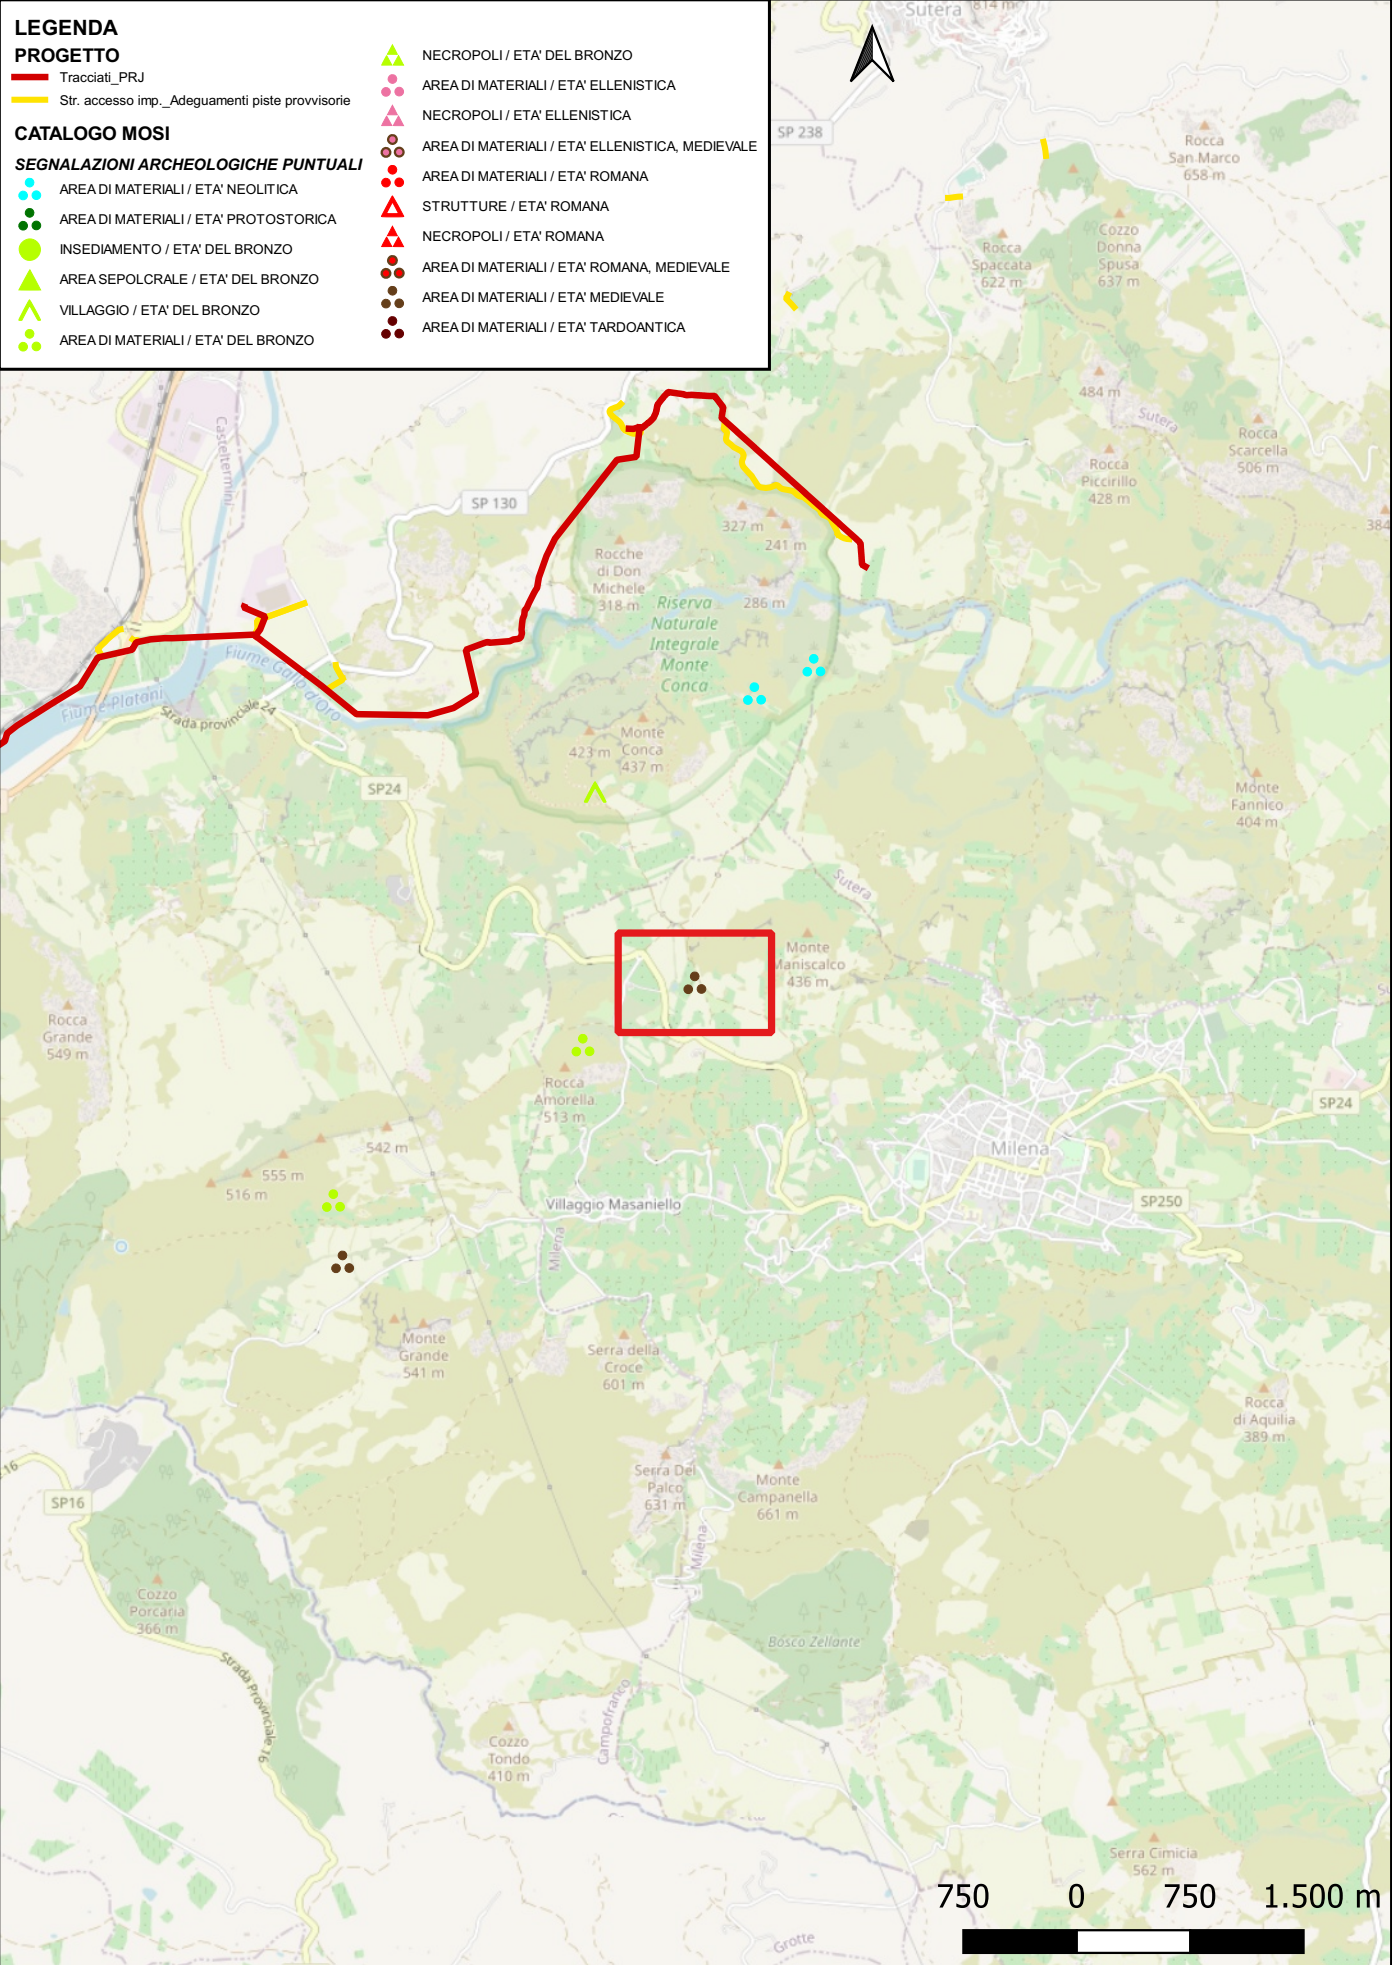 LEGENDA
PROGETTO
Tracciati_PRJ
Str. accesso imp._Adeguamenti piste provvisorie
CATALOGO MOSI
SEGNALAZIONI ARCHEOLOGICHE PUNTUALI
AREA DI MATERIALI / ETA' NEOLITICA
AREA DI MATERIALI / ETA' PROTOSTORICA
INSEDIAMENTO / ETA' DEL BRONZO
AREA SEPOLCRALE / ETA' DEL BRONZO
VILLAGGIO / ETA' DEL BRONZO
AREA DI MATERIALI / ETA' DEL BRONZO
NECROPOLI / ETA' DEL BRONZO
AREA DI MATERIALI / ETA' ELLENISTICA
NECROPOLI / ETA' ELLENISTICA
AREA DI MATERIALI / ETA' ELLENISTICA, MEDIEVALE
AREA DI MATERIALI / ETA' ROMANA
STRUTTURE / ETA' ROMANA
NECROPOLI / ETA' ROMANA
AREA DI MATERIALI / ETA' ROMANA, MEDIEVALE
AREA DI MATERIALI / ETA' MEDIEVALE
AREA DI MATERIALI / ETA' TARDOANTICA
Sutera
814 m
SP 238
Rocca
San Marco
658 m
Cozzo
Donna
Spusa
637 m
Rocca
Spaccata
622 m
484 m
Sutera
Rocca
Scarcella
506 m
Rocca
Piccirillo
428 m
384
Casteltermini
SP 130
327 m
241 m
Rocche
di Don
Michele
318 m
286 m
Riserva
Naturale
Integrale
Monte
Conca
Fiume Gallo d'Oro
Fiume Platani
Strada provinciale 24
423 m
Monte
Conca
437 m
SP24
Monte
Fannico
404 m
Sutera
Monte
Maniscalco
436 m
Rocca
Grande
549 m
Rocca
Amorella
513 m
SP24
Milena
542 m
555 m
516 m
Villaggio Masaniello
SP250
Milena
Monte
Grande
541 m
Serra della
Croce
601 m
Rocca
di Aquilia
389 m
16
SP16
Serra Del
Palco
631 m
Monte
Campanella
661 m
Milena
Cozzo
Porcaria
366 m
Bosco Zellante
Strada Provinciale 16
Campofranco
Cozzo
Tondo
410 m
Serra Cimicia
562 m
Grotte
750 0 750 1.500 m